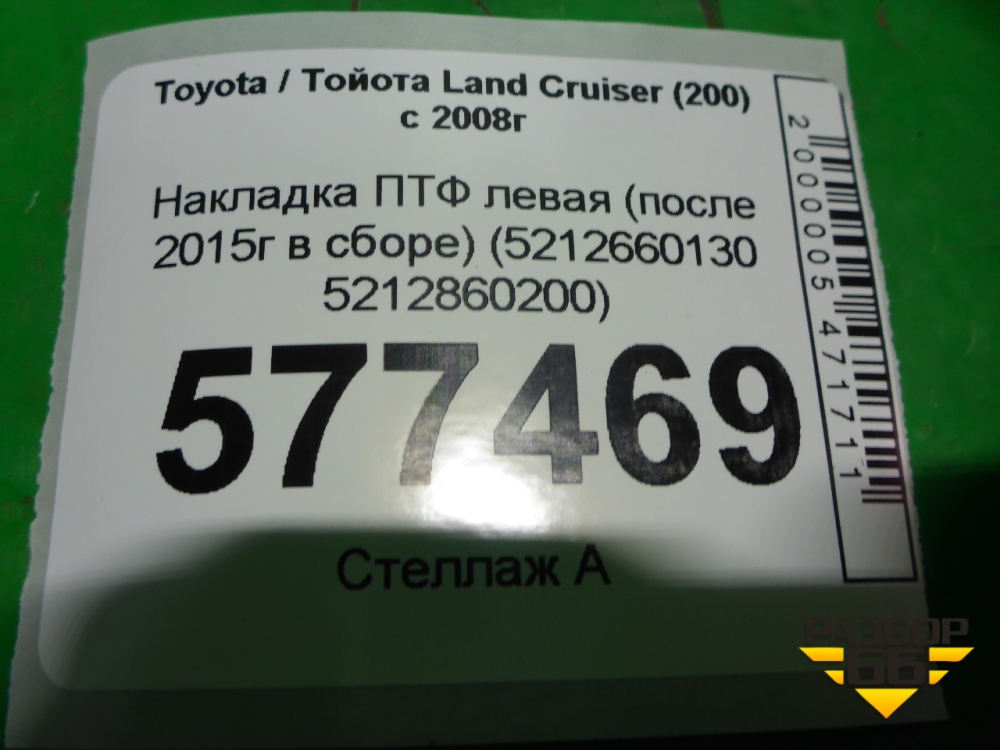 Toyota / Тойота Land Cruiser (200)
с 2008г
Накладка ПТФ левая (после
2015г в сборе) (5212660130
5212860200)
577469
Стеллаж А
2000005471711
РАЗБОР
66